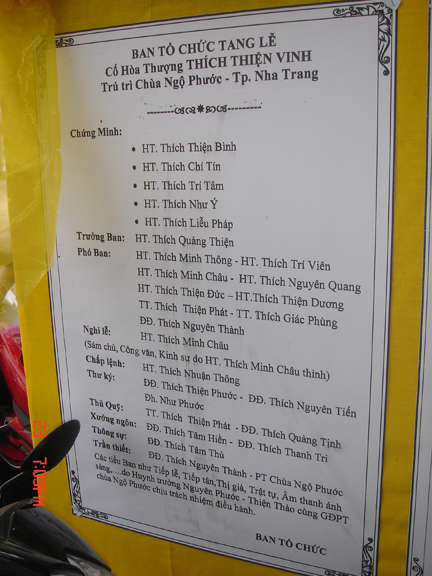 BAN TỔ CHỨC TANG LỄ
Cố Hòa Thượng THÍCH THIỆN VINH
Trú trì Chùa Ngộ Phước - Tp. Nha Trang
Chứng Minh:
• HT. Thích Thiện Bình
• HT. Thích Chí Tín
• HT. Thích Trí Tâm
• HT. Thích Như Ý
• HT. Thích Liễu Pháp
Trưởng Ban: HT. Thích Quảng Thiện
Phó Ban: HT. Thích Minh Thông - HT. Thích Trí Viên
HT. Thích Minh Châu - HT. Thích Nguyên Quang
HT. Thích Thiện Đức – HT.Thích Thiện Dương
TT. Thích Thiện Phát - TT. Thích Giác Phùng
ĐĐ. Thích Nguyên Thành
Nghi lễ: HT. Thích Minh Châu
(Sám chủ, Công văn, Kinh sư do HT. Thích Minh Châu thỉnh)
Chấp lệnh: HT. Thích Nhuận Thông
Thư ký: ĐĐ. Thích Thiện Phước - ĐĐ. Thích Nguyên Tiến
Đh. Như Phước
Thủ Quỹ: TT. Thích Thiện Phát - ĐĐ. Thích Quảng Tịnh
Xướng ngôn: ĐĐ. Thích Tâm Hiền - ĐĐ. Thích Thanh Trí
Thông sự: ĐĐ. Thích Tâm Thủ
Trần thiết: ĐĐ. Thích Nguyên Thành - PT Chùa Ngộ Phước
Các tiểu Ban như Tiếp lễ, Tiếp tân,Thị giả, Trật tự, Âm thanh ánh
sáng,....do Huynh trưởng Nguyên Phước - Thiện Thảo cùng GĐPT
chùa Ngộ Phước chịu trách nhiệm điều hành.
BAN TỔ CHỨC